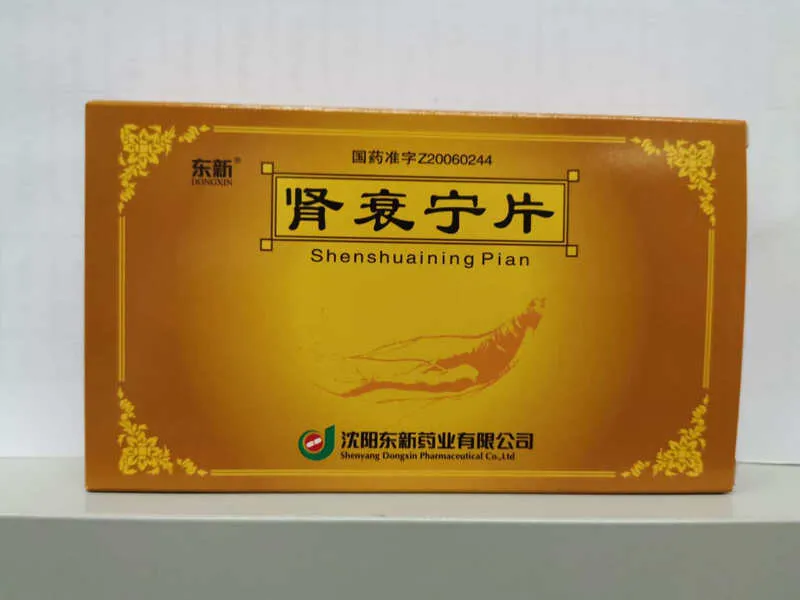 东新®
DONGXIN
国药准字Z20060244
肾衰宁片
Shenshuaining Pian
沈阳东新药业有限公司
Shenyang Dongxin Pharmaceutical Co.,Ltd